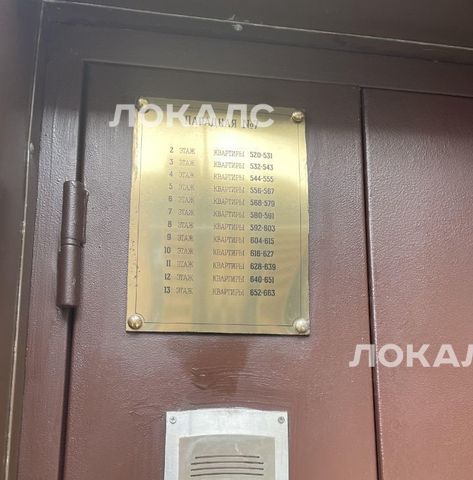 ЛОКАЛС
ПАРАДНАЯ №7
2 ЭТАЖ КВАРТИРЫ 520-531
3 ЭТАЖ КВАРТИРЫ 532-543
4 ЭТАЖ КВАРТИРЫ 544-555
5 ЭТАЖ КВАРТИРЫ 556-567
6 ЭТАЖ КВАРТИРЫ 568-579
7 ЭТАЖ КВАРТИРЫ 580-591
8 ЭТАЖ КВАРТИРЫ 592-603
9 ЭТАЖ КВАРТИРЫ 604-615
10 ЭТАЖ КВАРТИРЫ 616-627
11 ЭТАЖ КВАРТИРЫ 628-639
12 ЭТАЖ КВАРТИРЫ 640-651
13 ЭТАЖ КВАРТИРЫ 652-663
ЛОКАЛС